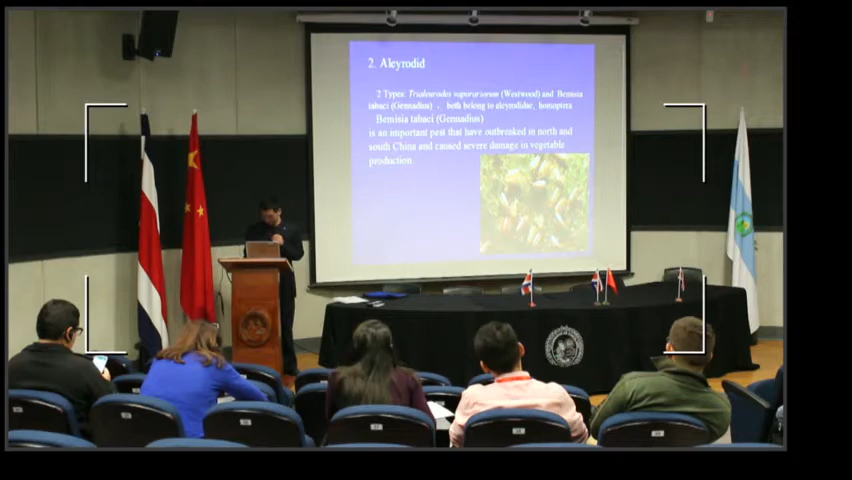 2. Aleyrodid
2 Types: Trialeurodes vaporariorum (Westwood) and Bemisia
tabaci (Gennadius) , both belong to aleyrodidae, homoptera
Bemisia tabaci (Gennadius)
is an important pest that have outbreaked in north and
south China and caused severe damage in vegetable
production.